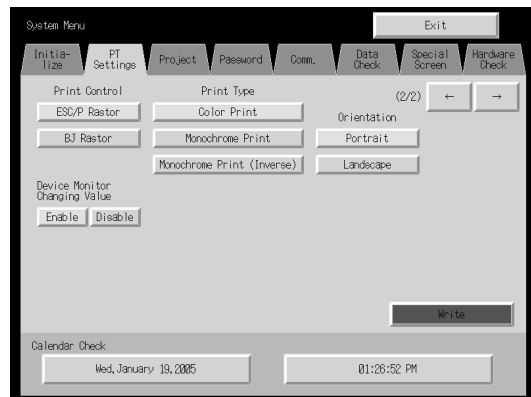 System Menu
Exit
Initia-
lize
PT
Settings
Project
Password
Comm.
Data
Check
Special
Screen
Hardware
Check
Print Control
Print Type
(2/2) ← →
ESC/P Rastor
Color Print
Orientation
BJ Rastor
Monochrome Print
Portrait
Monochrome Print (Inverse)
Landscape
Device Monitor
Changing Value
Enable Disable
Write
Calendar Check
Wed, January 19,2005
01:26:52 PM